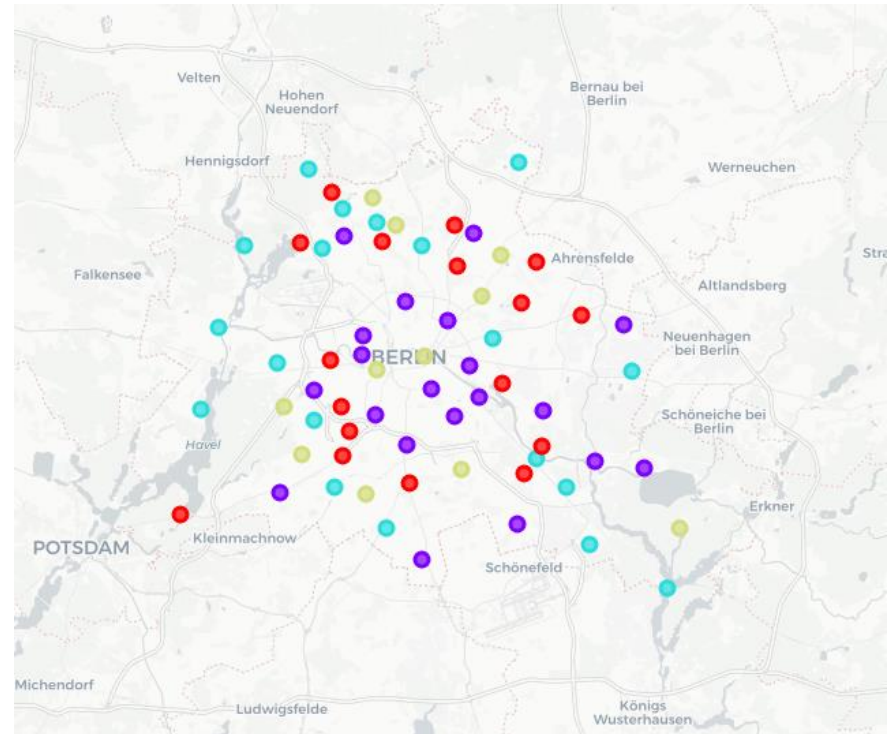 Velten
Bernau bei
Berlin
Hohen
Neuendorf
Hennigsdorf
Werneuchen
Ahrensfelde
Stra
Falkensee
Altlandsberg
Neuenhagen
bei Berlin
BERLIN
Schöneiche bei
Berlin
Havel
Erkner
Kleinmachnow
POTSDAM
Schönefeld
Michendorf
Ludwigsfelde
Königs
Wusterhausen